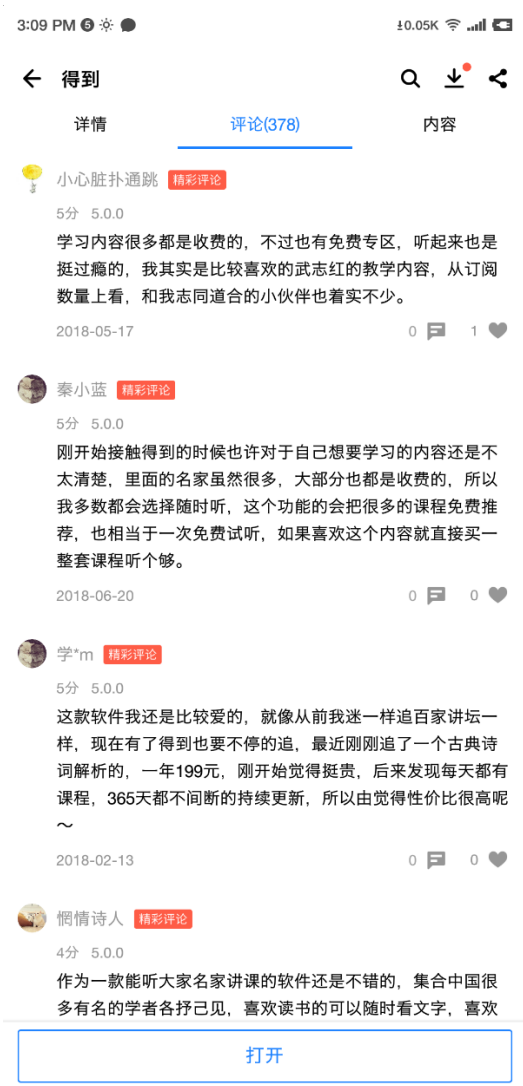 3:09 PM 5 ±0.05K
得到
详情 评论(378) 内容
小心脏扑通跳 精彩评论
5分 5.0.0
学习内容很多都是收费的，不过也有免费专区，听起来也是
挺过瘾的，我其实是比较喜欢的武志红的教学内容，从订阅
数量上看，和我志同道合的小伙伴也着实不少。
2018-05-17 0 1
秦小蓝 精彩评论
5分 5.0.0
刚开始接触得到的时候也许对于自己想要学习的内容还是不
太清楚，里面的名家虽然很多，大部分也都是收费的，所以
我多数都会选择随时听，这个功能的会把很多的课程免费推
荐，也相当于一次免费试听，如果喜欢这个内容就直接买一
整套课程听个够。
2018-06-20 0 0
学*m 精彩评论
5分 5.0.0
这款软件我还是比较爱的，就像从前我迷一样追百家讲坛一
样，现在有了得到也要不停的追，最近刚刚追了一个古典诗
词解析的，一年199元，刚开始觉得挺贵，后来发现每天都有
课程，365天都不间断的持续更新，所以由觉得性价比很高呢
～
2018-02-13 0 0
惘情诗人 精彩评论
4分 5.0.0
作为一款能听大家名家讲课的软件还是不错的，集合中国很
多有名的学者各抒己见，喜欢读书的可以随时看文字，喜欢
打开